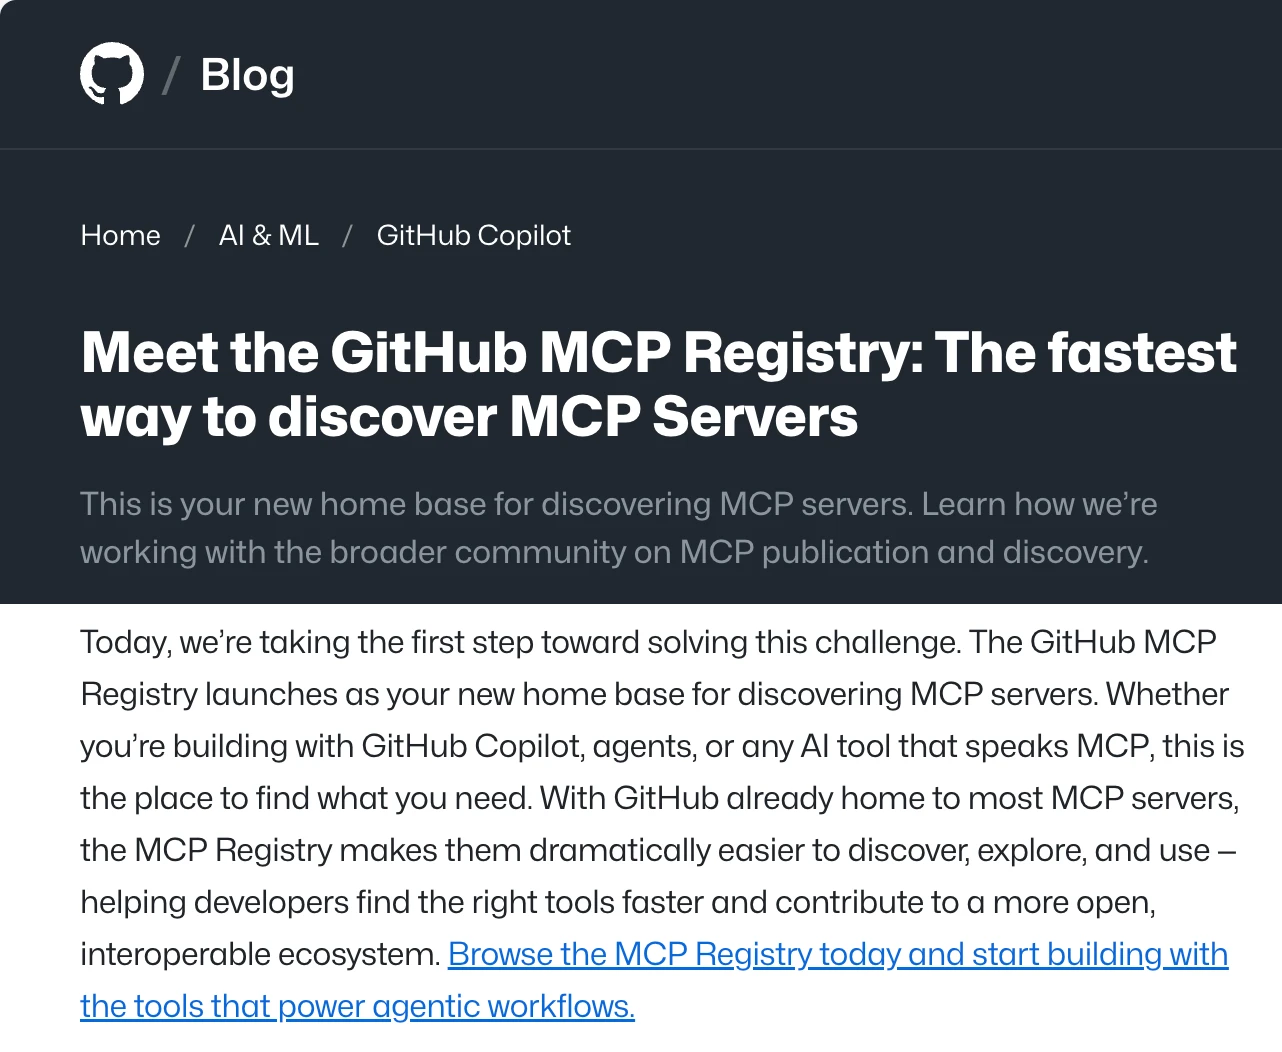 / Blog
Home / AI & ML / GitHub Copilot
Meet the GitHub MCP Registry: The fastest
way to discover MCP Servers
This is your new home base for discovering MCP servers. Learn how we’re
working with the broader community on MCP publication and discovery.
Today, we’re taking the first step toward solving this challenge. The GitHub MCP
Registry launches as your new home base for discovering MCP servers. Whether
you’re building with GitHub Copilot, agents, or any AI tool that speaks MCP, this is
the place to find what you need. With GitHub already home to most MCP servers,
the MCP Registry makes them dramatically easier to discover, explore, and use —
helping developers find the right tools faster and contribute to a more open,
interoperable ecosystem. Browse the MCP Registry today and start building with
the tools that power agentic workflows.